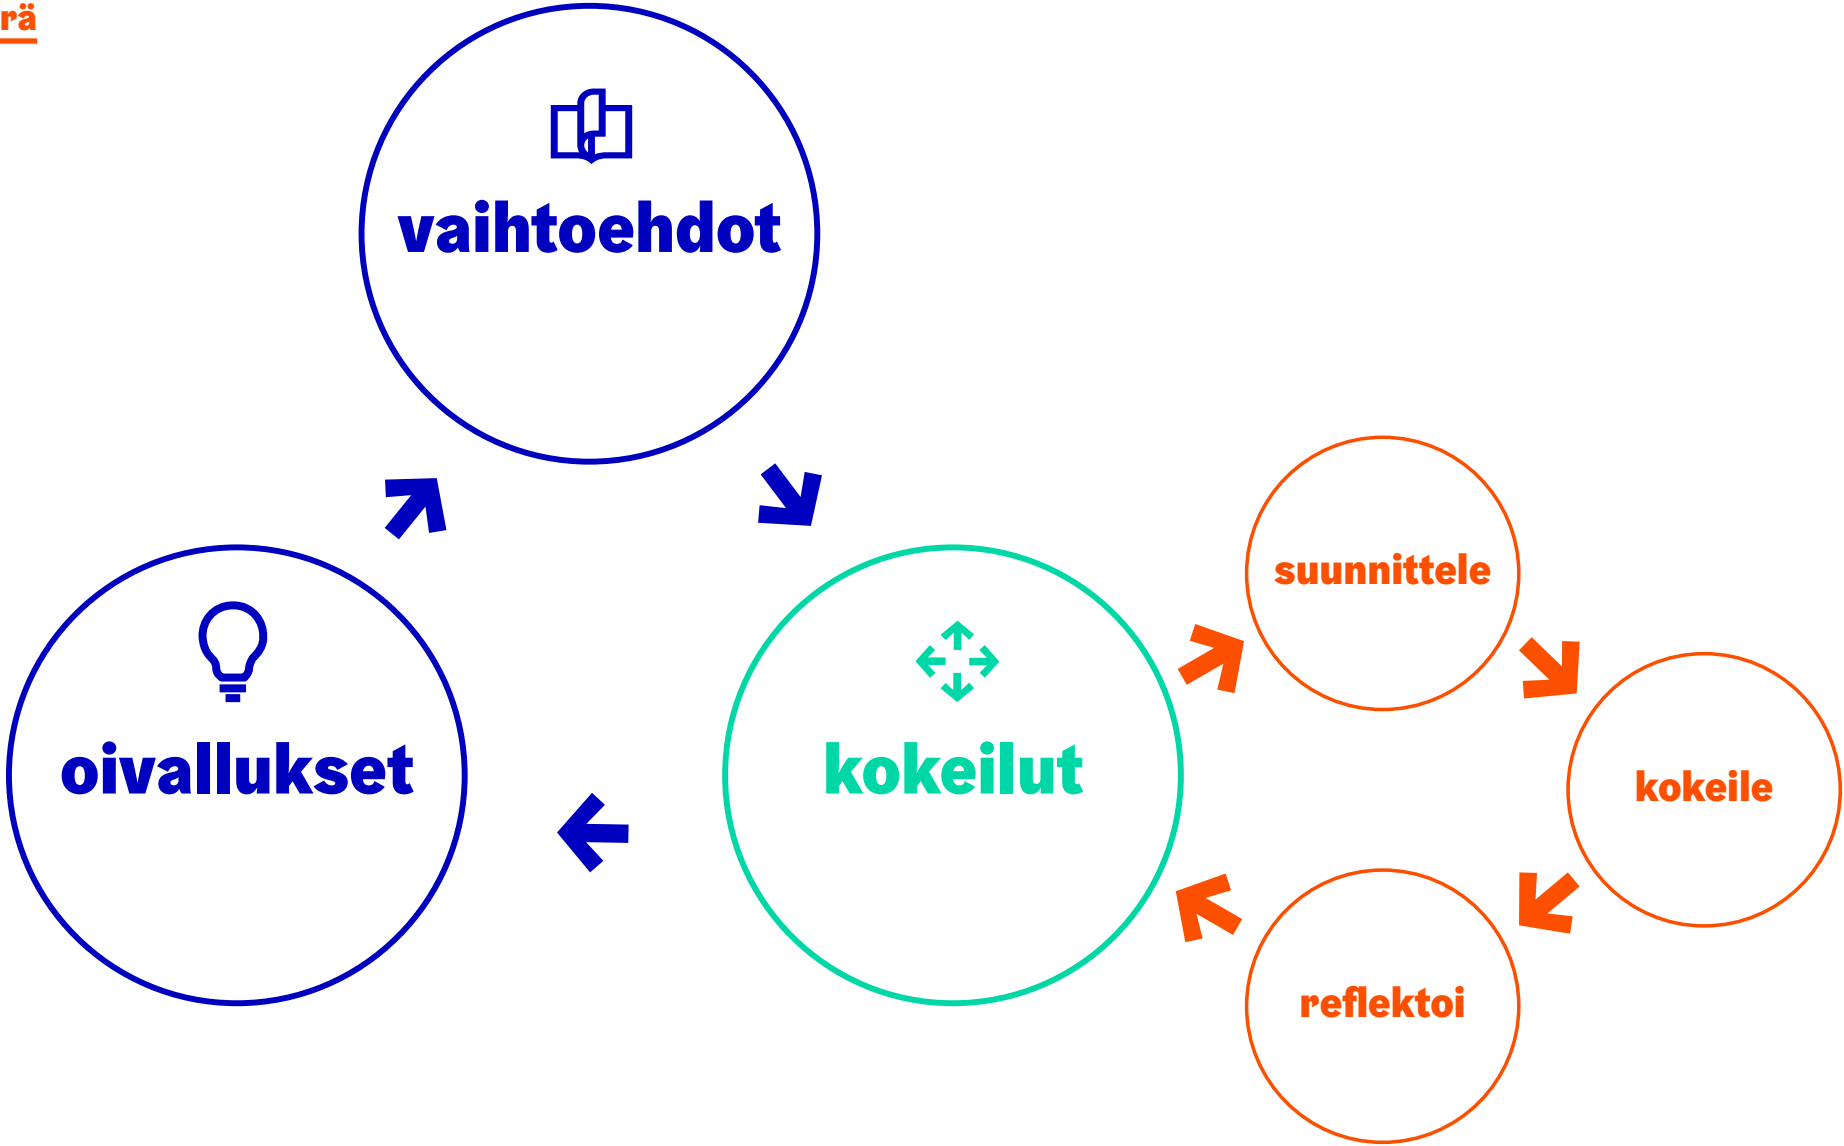 rä
vaihtoehdot
oivallukset
kokeilut
suunnittele
kokeile
reflektoi